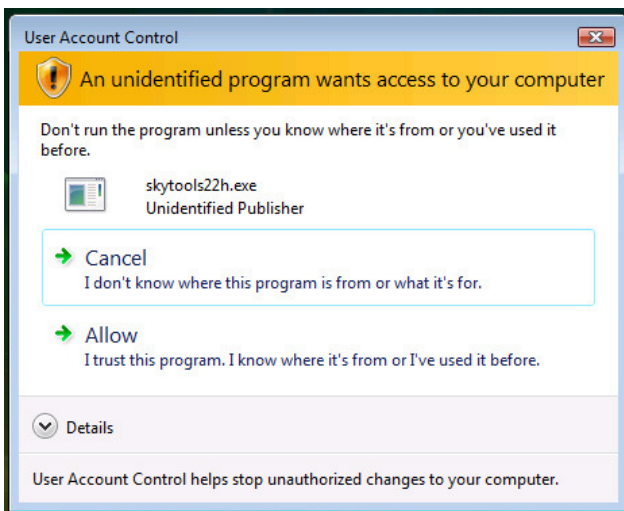 User Account Control
An unidentified program wants access to your computer
Don't run the program unless you know where it's from or you've used it
before.
skytools22h.exe
Unidentified Publisher
Cancel
I don't know where this program is from or what it's for.
Allow
I trust this program. I know where it's from or I've used it before.
Details
User Account Control helps stop unauthorized changes to your computer.